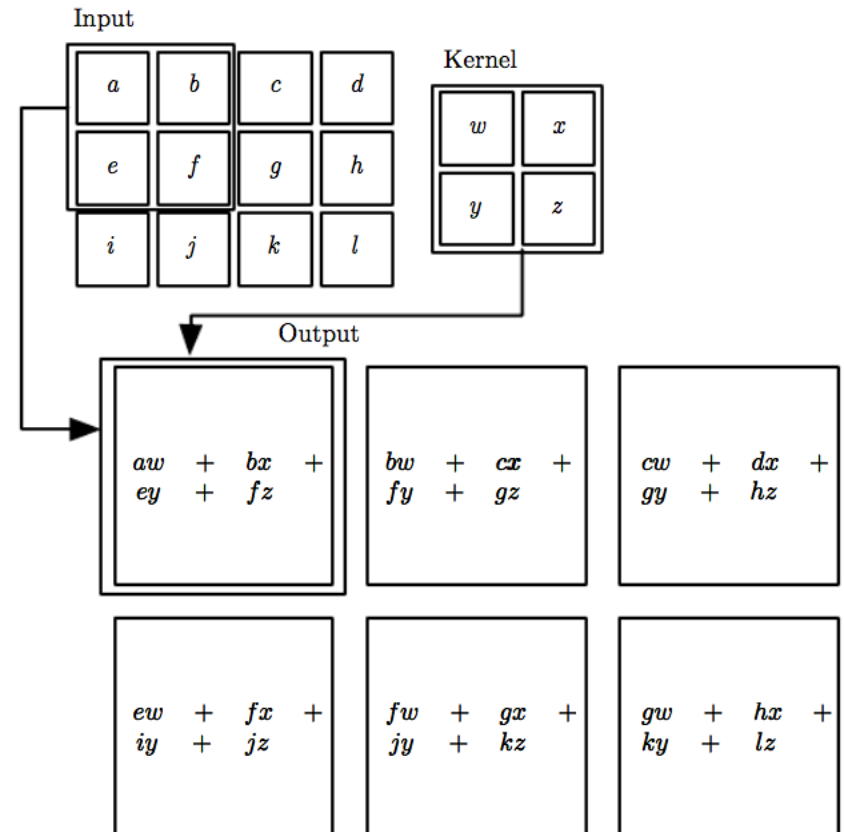 Input
Kernel
a b c d
w x
e f g h
y z
i j k l
Output
aw + bx +
ey + fz
bw + cx +
fy + gz
cw + dx +
gy + hz
ew + fx +
iy + jz
fw + gx +
jy + kz
gw + hx +
ky + lz